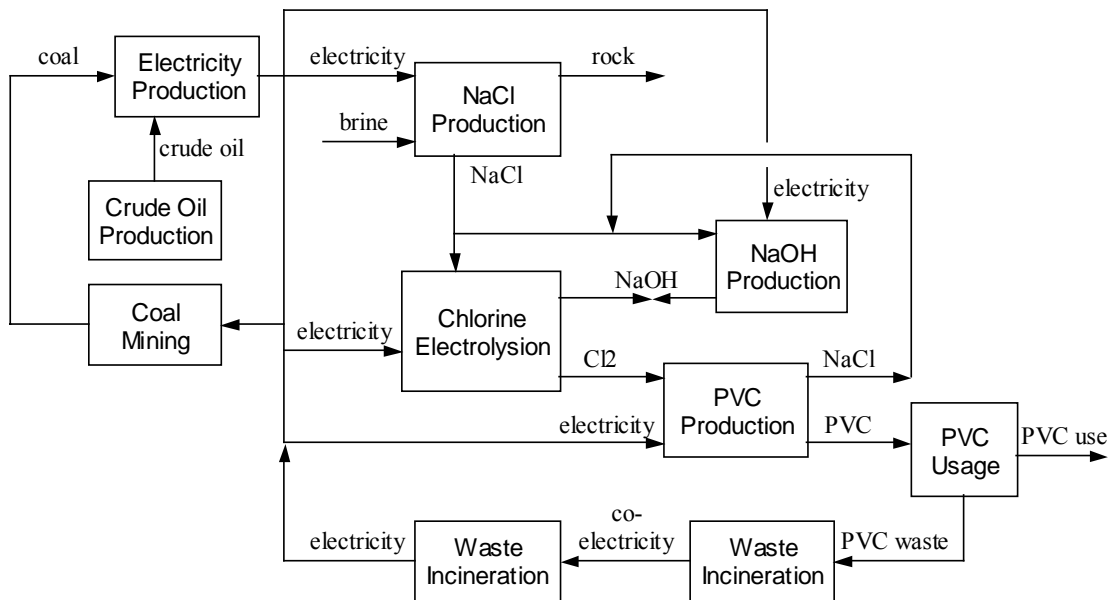 coal
Electricity
Production
electricity
rock
NaCl
Production
brine
crude oil
NaCl
Crude Oil
Production
electricity
NaOH
Production
Coal
Mining
NaOH
electricity
Chlorine
Electrolysion
Cl2
NaCl
PVC
Production
electricity
PVC
PVC
Usage
PVC use
electricity
Waste
Incineration
co-
electricity
Waste
Incineration
PVC waste